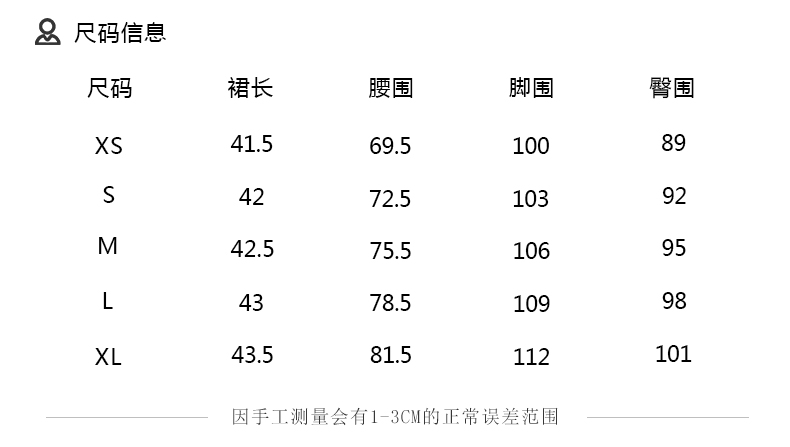 尺码信息
尺码 裙长 腰围 脚围 臀围
XS 41.5 69.5 100 89
S 42 72.5 103 92
M 42.5 75.5 106 95
L 43 78.5 109 98
XL 43.5 81.5 112 101
因手工测量会有1-3CM的正常误差范围